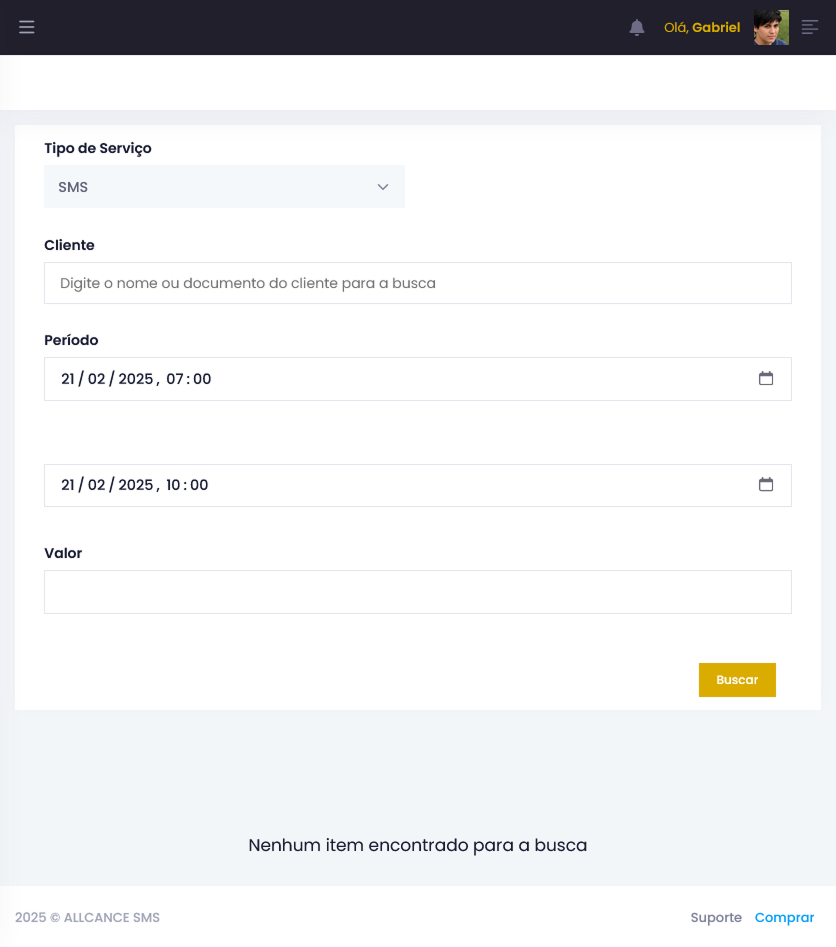 Olá, Gabriel
Tipo de Serviço
SMS
Cliente
Digite o nome ou documento do cliente para a busca
Período
21/02/2025, 07:00
21/02/2025, 10:00
Valor
Buscar
Nenhum item encontrado para a busca
2025 © ALLCANCE SMS Suporte Comprar